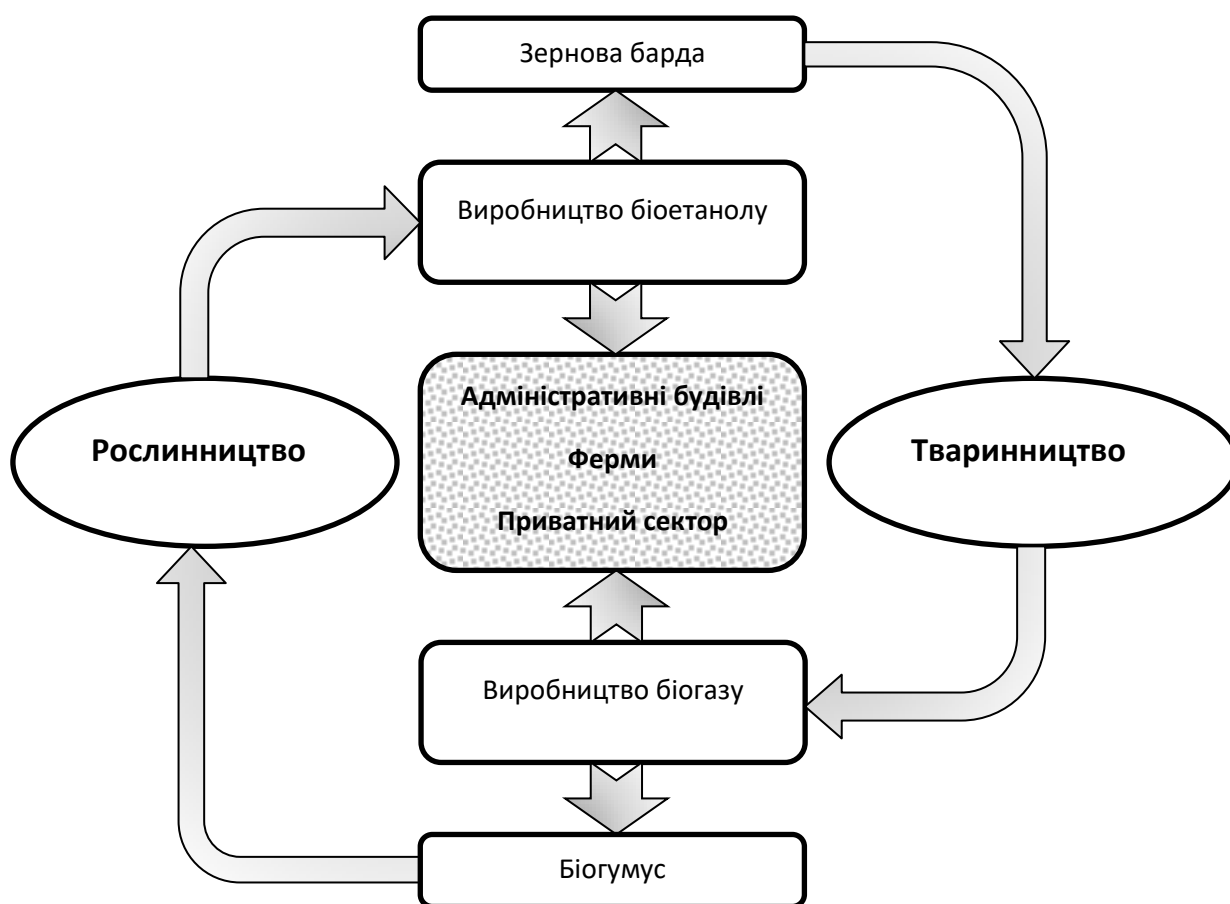 Зернова барда
Виробництво біоетанолу
Адміністративні будівлі
Ферми
Приватний сектор
Рослинництво
Тваринництво
Виробництво біогазу
Біогумус